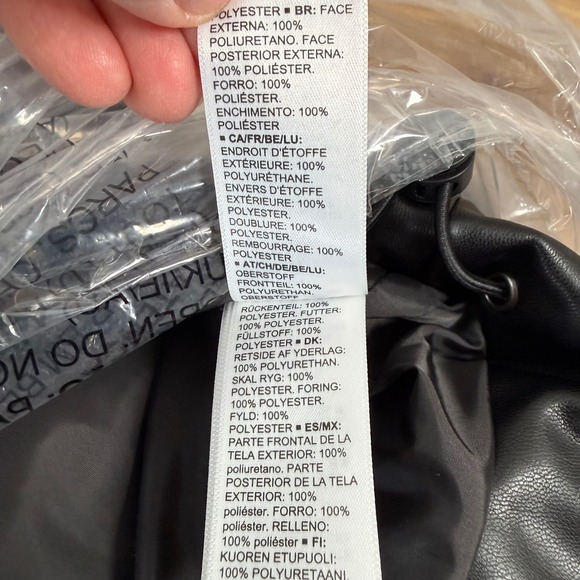 POLYESTER ▪ BR: FACE
EXTERNA: 100%
POLIURETANO. FACE
POSTERIOR EXTERNA:
100% POLIÉSTER.
FORRO: 100%
POLIÉSTER.
ENCHIMENTO: 100%
POLIÉSTER
▪ CA/FR/BE/LU:
ENDROIT D'ÉTOFFE
EXTÉRIEURE: 100%
POLYURÉTHANE.
ENVERS D'ÉTOFFE
EXTÉRIEURE: 100%
POLYESTER.
DOUBLURE: 100%
POLYESTER.
REMBOURRAGE: 100%
POLYESTER
▪ AT/CH/DE/BE/LU:
OBERSTOFF
FRONTTEIL: 100%
POLYURETHAN.
OBERSTOFF
RÜCKENTEIL: 100%
POLYESTER. FUTTER:
100% POLYESTER.
FÜLLSTOFF: 100%
POLYESTER ▪ DK:
RETSIDE AF YDERLAG:
100% POLYURETHAN.
SKAL RYG: 100%
POLYESTER. FORING:
100% POLYESTER.
FYLD: 100%
POLYESTER ▪ ES/MX:
PARTE FRONTAL DE LA
TELA EXTERIOR: 100%
poliuretano. PARTE
POSTERIOR DE LA TELA
EXTERIOR: 100%
poliéster. FORRO: 100%
poliéster. RELLENO:
100% poliéster ▪ FI:
KUOREN ETUPUOLI:
100% POLYURETAANI.
DO NO